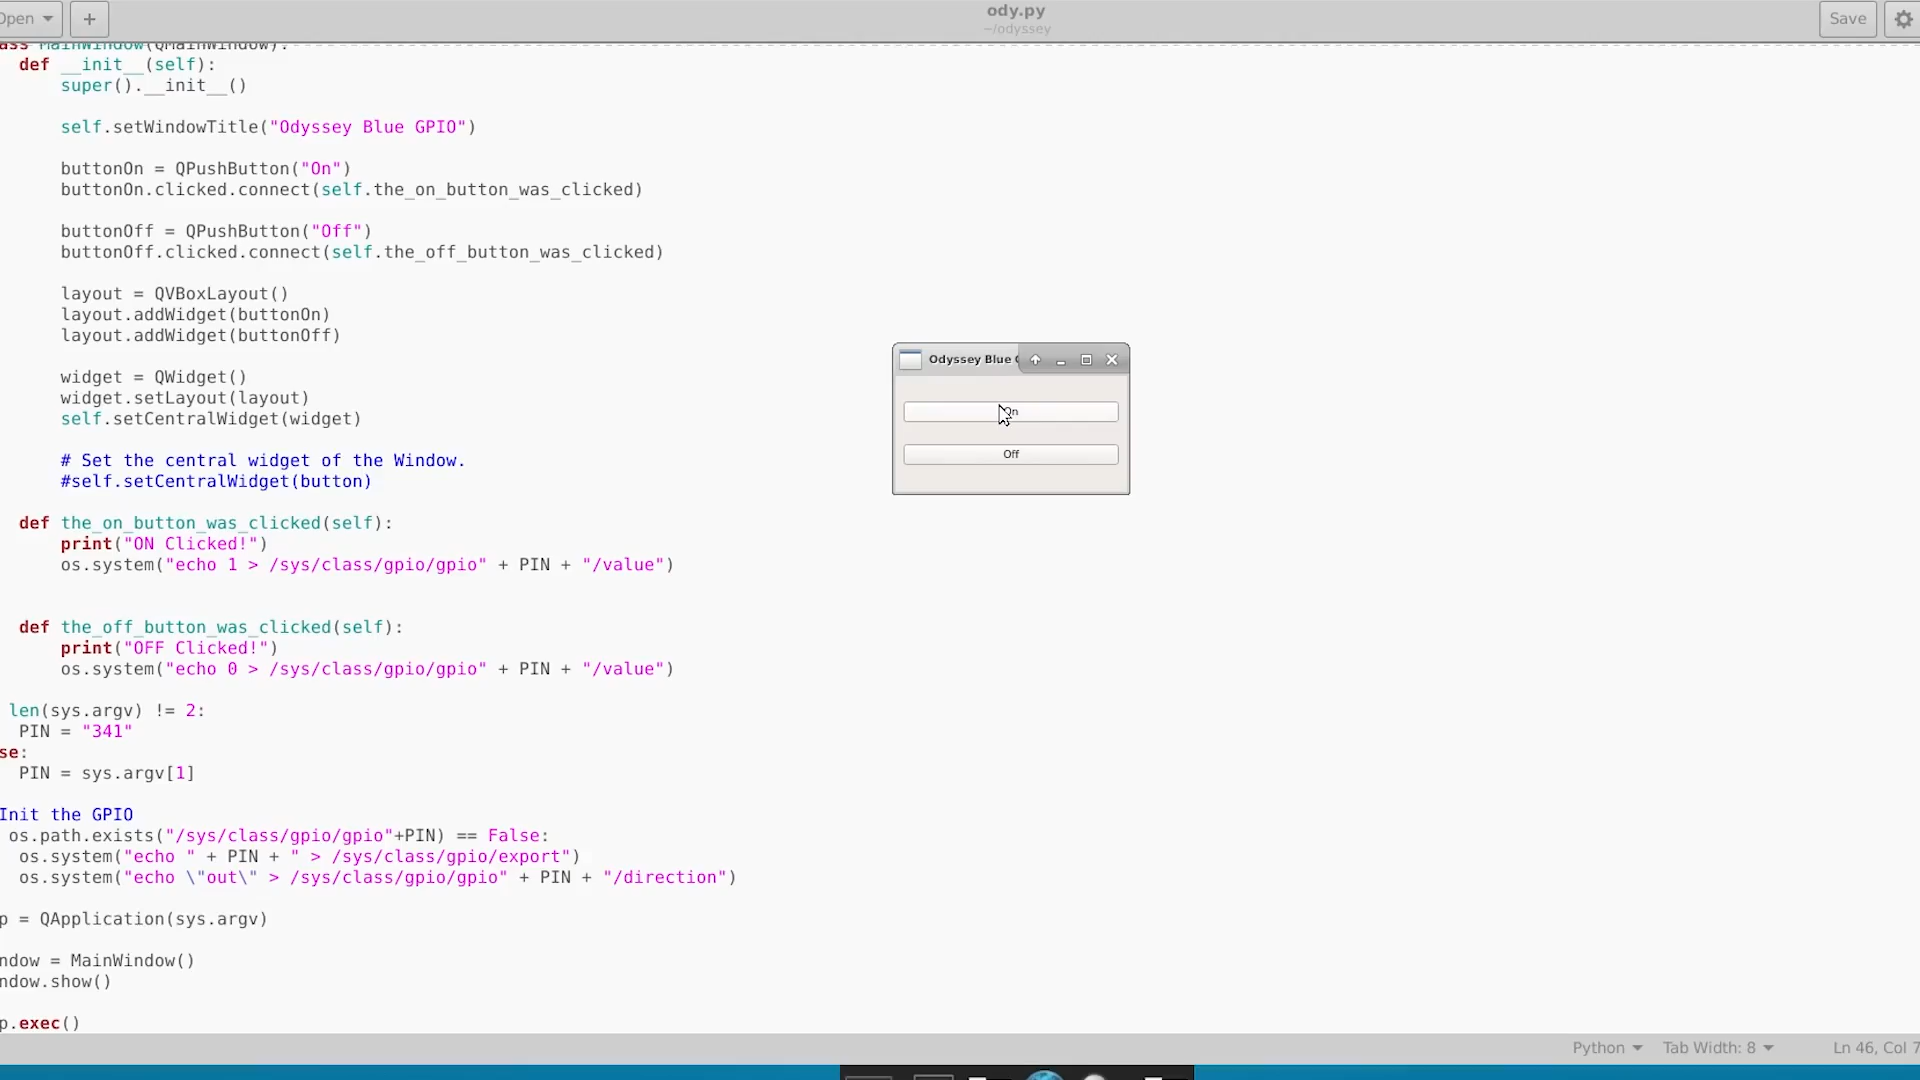 Open
+
ody.py
~/odyssey
Save
ass MainWindow(QMainWindow):
def __init__(self):
super().__init__()
self.setWindowTitle("Odyssey Blue GPIO")
buttonOn = QPushButton("On")
buttonOn.clicked.connect(self.the_on_button_was_clicked)
buttonOff = QPushButton("Off")
buttonOff.clicked.connect(self.the_off_button_was_clicked)
layout = QVBoxLayout()
layout.addWidget(buttonOn)
layout.addWidget(buttonOff)
widget = QWidget()
widget.setLayout(layout)
self.setCentralWidget(widget)
# Set the central widget of the Window.
#self.setCentralWidget(button)
def the_on_button_was_clicked(self):
print("ON Clicked!")
os.system("echo 1 > /sys/class/gpio/gpio" + PIN + "/value")
def the_off_button_was_clicked(self):
print("OFF Clicked!")
os.system("echo 0 > /sys/class/gpio/gpio" + PIN + "/value")
len(sys.argv) != 2:
PIN = "341"
se:
PIN = sys.argv[1]
Init the GPIO
os.path.exists("/sys/class/gpio/gpio"+PIN) == False:
os.system("echo " + PIN + " > /sys/class/gpio/export")
os.system("echo \"out\" > /sys/class/gpio/gpio" + PIN + "/direction")
p = QApplication(sys.argv)
ndow = MainWindow()
ndow.show()
p.exec()
Odyssey Blue
On
Off
Python
Tab Width: 8
Ln 46, Col 7